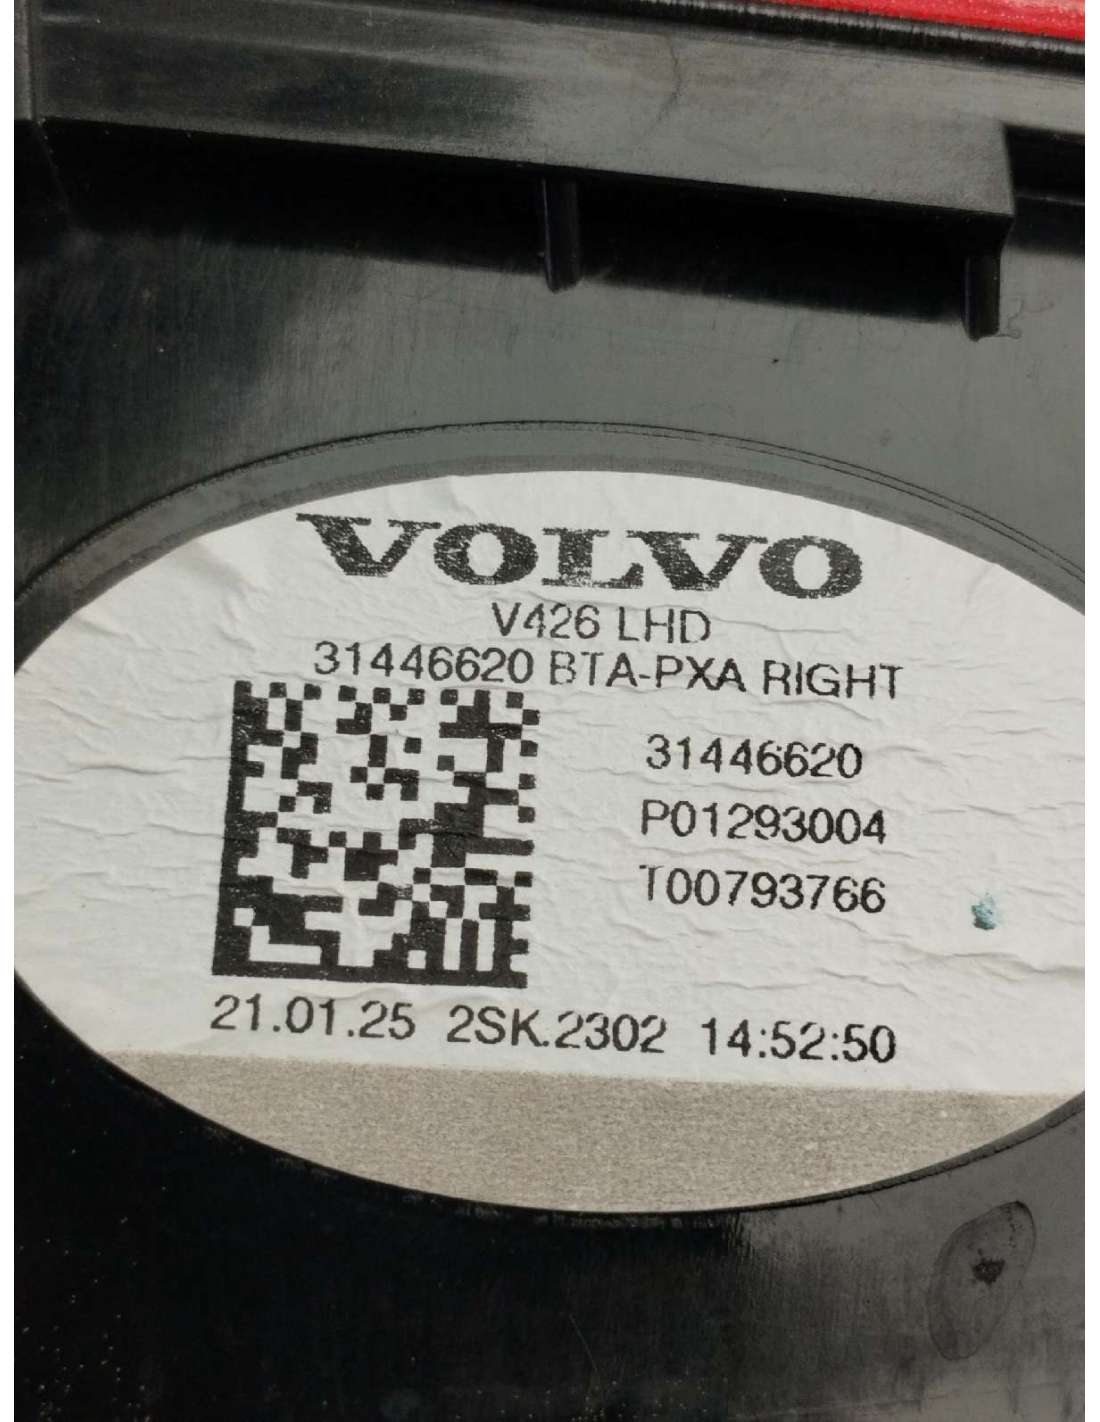 VOLVO
V426 LHD
31446620 BTA-PXA RIGHT
31446620
P01293004
T00793766
21.01.25 2SK.2302 14:52:50